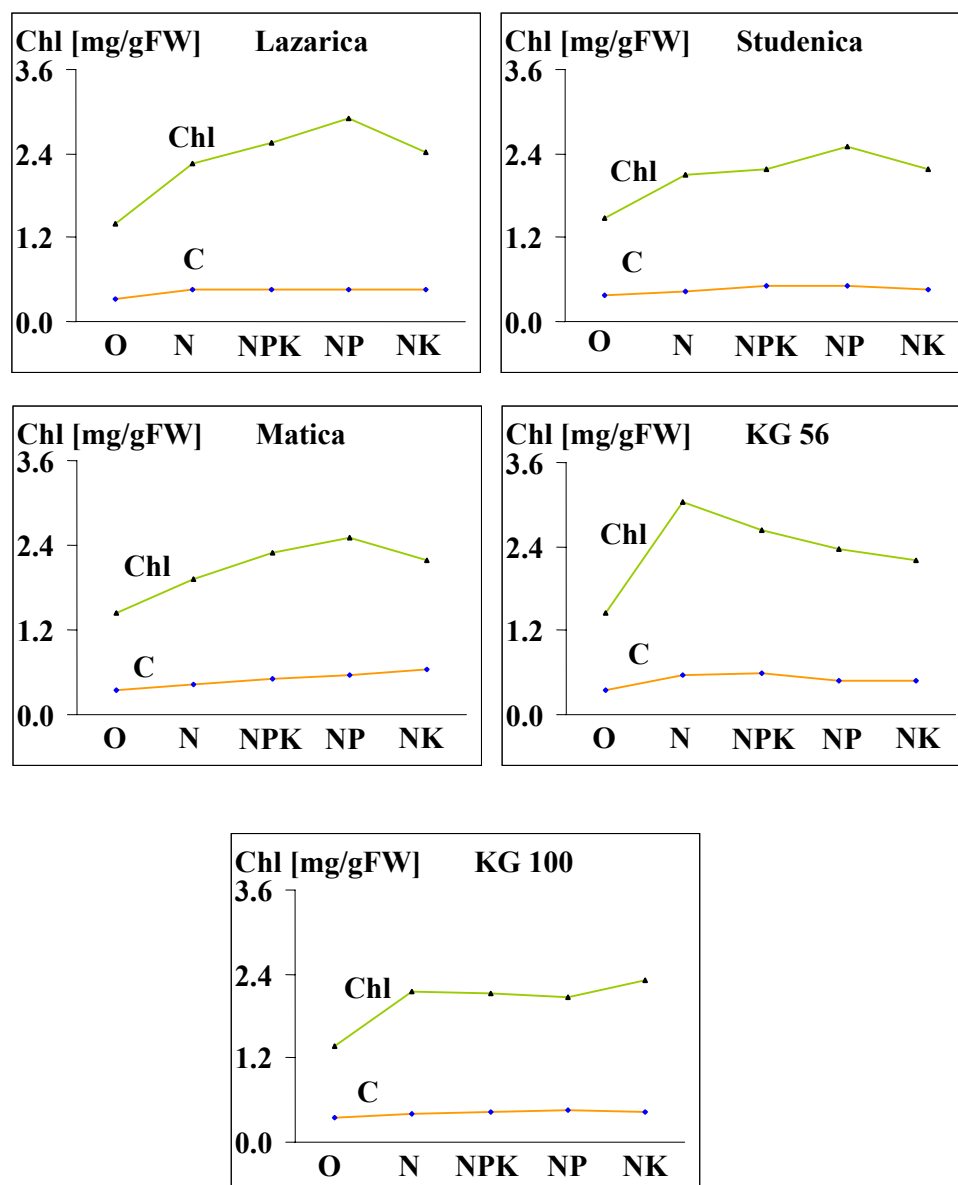 Chl [mg/gFW] Lazarica
3.6
2.4
1.2
0.0
Chl
C
O N NPK NP NK
Chl [mg/gFW] Studenica
3.6
2.4
1.2
0.0
Chl
C
O N NPK NP NK
Chl [mg/gFW] Matica
3.6
2.4
1.2
0.0
Chl
C
O N NPK NP NK
Chl [mg/gFW] KG 56
3.6
2.4
1.2
0.0
Chl
C
O N NPK NP NK
Chl [mg/gFW] KG 100
3.6
2.4
1.2
0.0
Chl
C
O N NPK NP NK